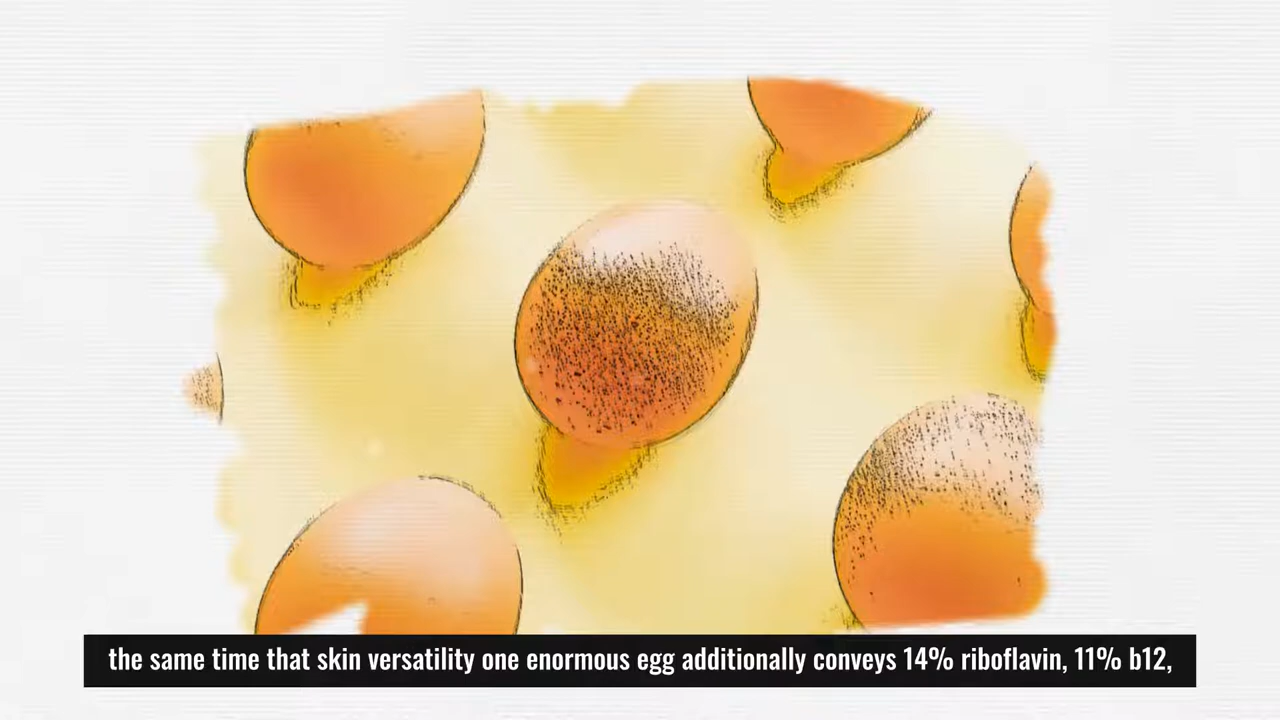 the same time that skin versatility one enormous egg additionally conveys 14% riboflavin, 11% b12,